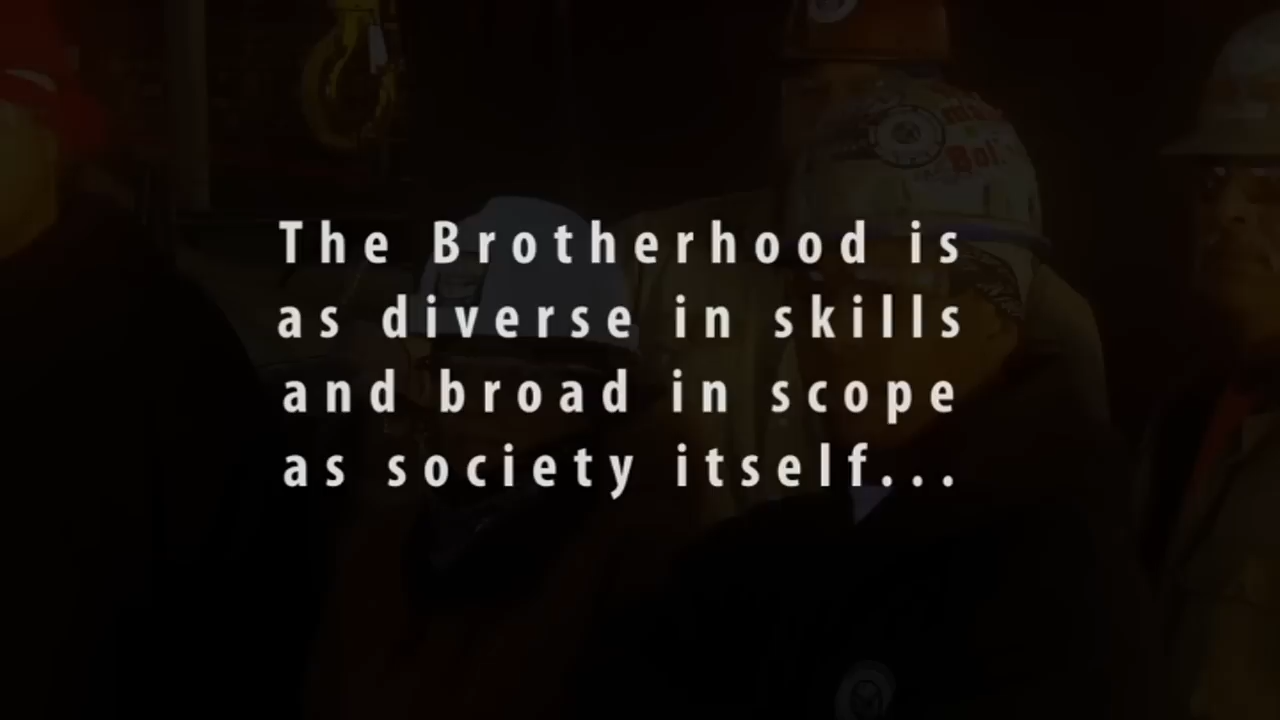 The Brotherhood is
as diverse in skills
and broad in scope
as society itself...